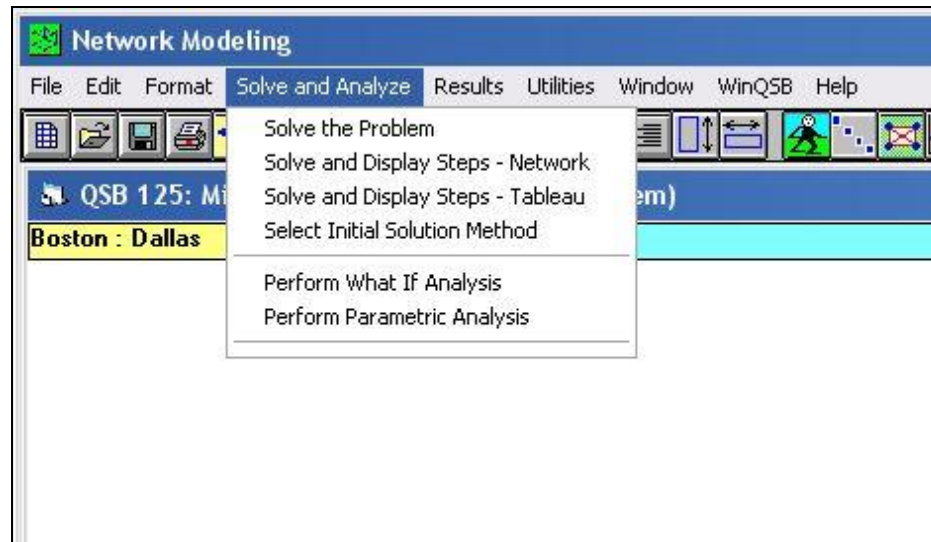 Network Modeling
File Edit Format Solve and Analyze Results Utilities Window WinQSB Help
Solve the Problem
Solve and Display Steps - Network
Solve and Display Steps - Tableau
Select Initial Solution Method
Perform What If Analysis
Perform Parametric Analysis
QSB 125: Mi em)
Boston : Dallas